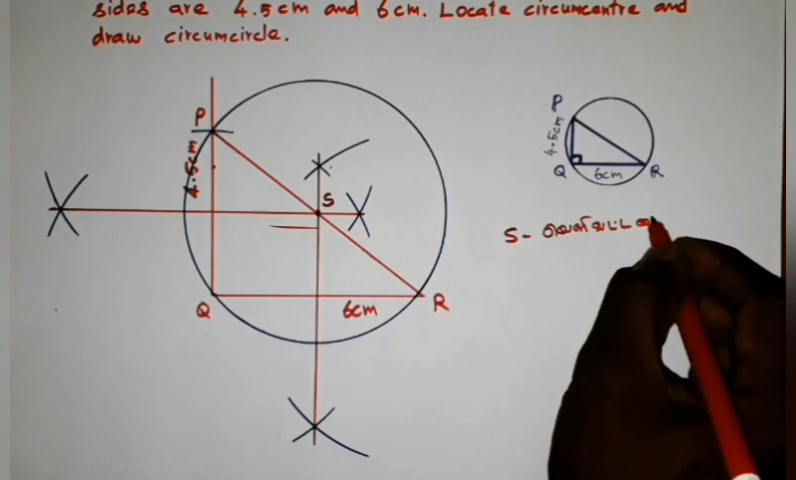 sides are 4.5cm and 6cm. Locate circumcentre and
draw circumcircle.
P
4.5cm
S
Q
6cm
R
P
4.5cm
Q
6cm
R
S -